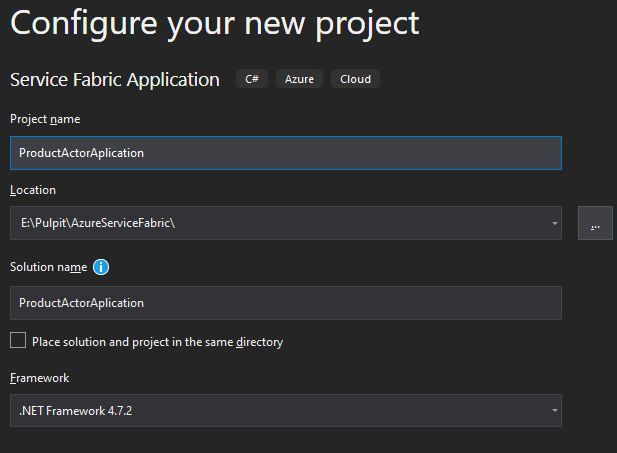 Configure your new project
Service Fabric Application C# Azure Cloud
Project name
ProductActorAplication
Location
E:\Pulpit\AzureServiceFabric\
...
Solution name i
ProductActorAplication
Place solution and project in the same directory
Framework
.NET Framework 4.7.2